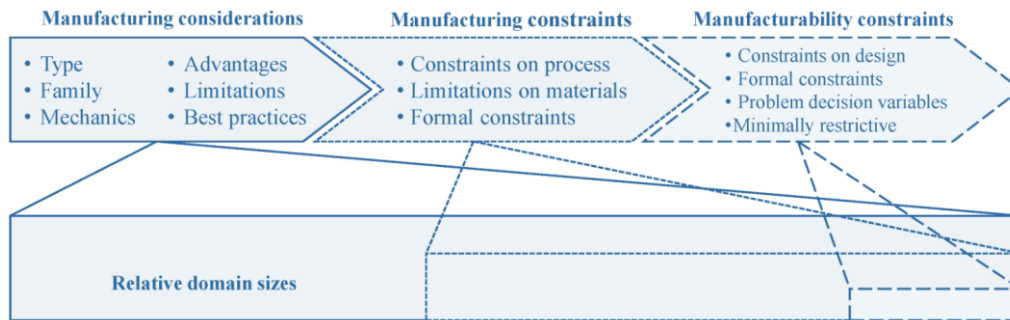 Manufacturing considerations
Manufacturing constraints
Manufacturability constraints
• Type
• Family
• Mechanics
• Advantages
• Limitations
• Best practices
• Constraints on process
• Limitations on materials
• Formal constraints
• Constraints on design
• Formal constraints
• Problem decision variables
•Minimally restrictive
Relative domain sizes